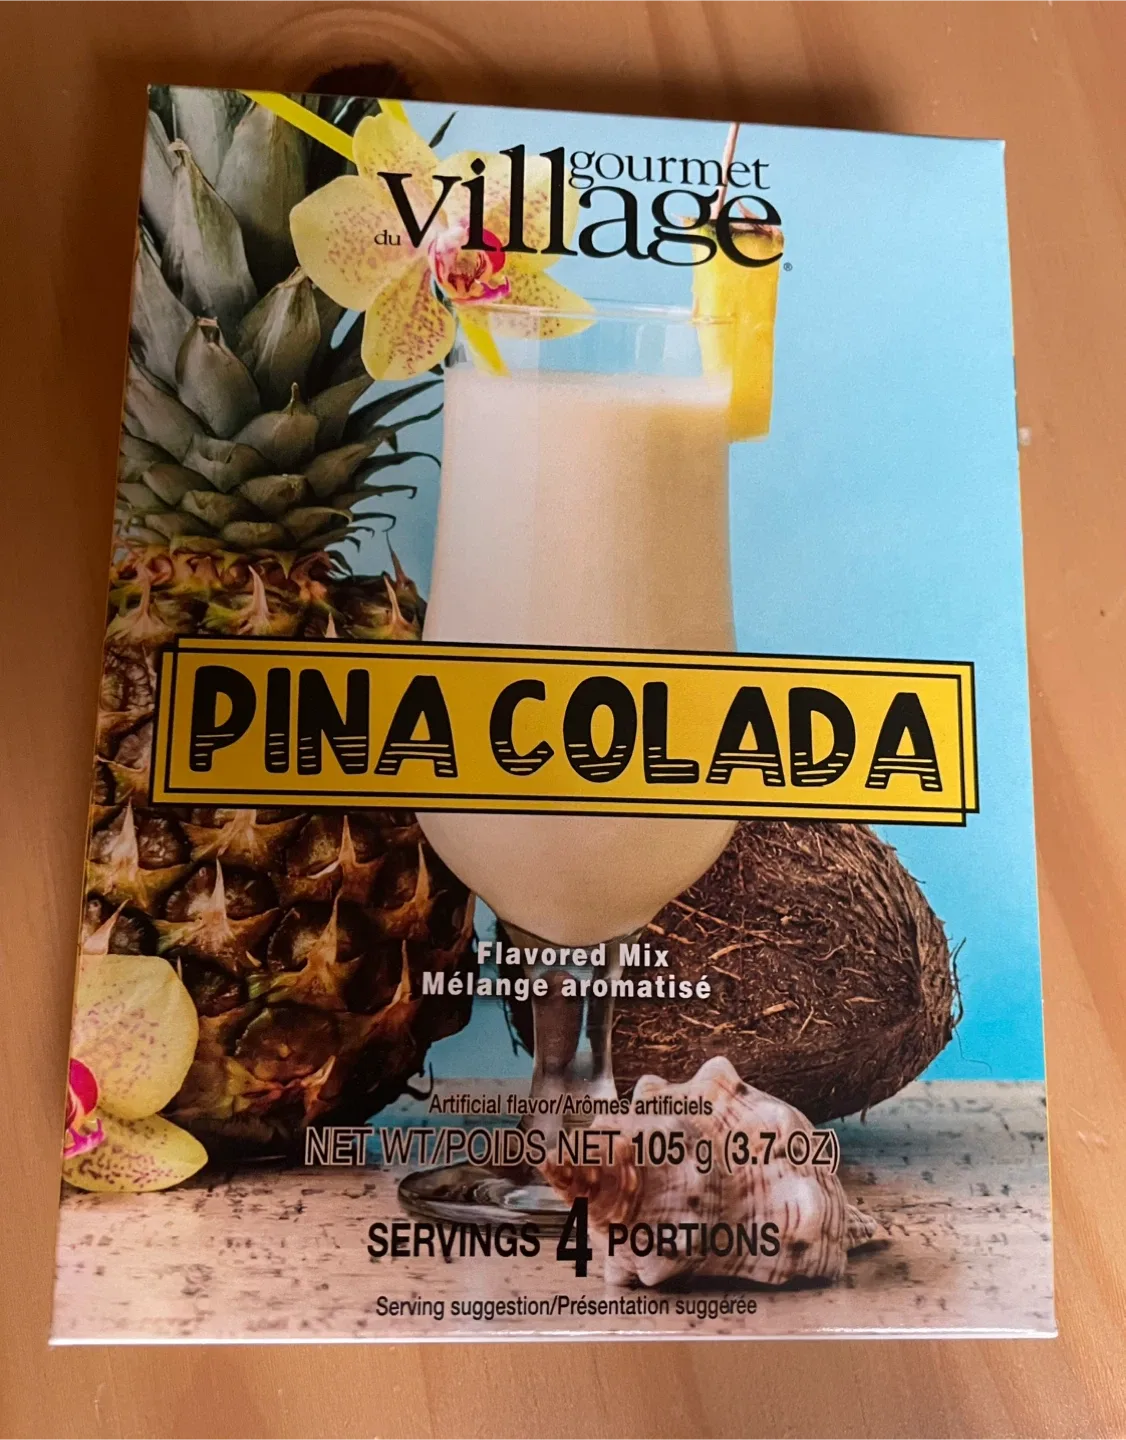 gourmet
du village®
PINA COLADA
Flavored Mix
Mélange aromatisé
Artificial flavor/Arômes artificiels
NET WT/POIDS NET 105 g (3.7 OZ)
SERVINGS 4 PORTIONS
Serving suggestion/Présentation suggérée